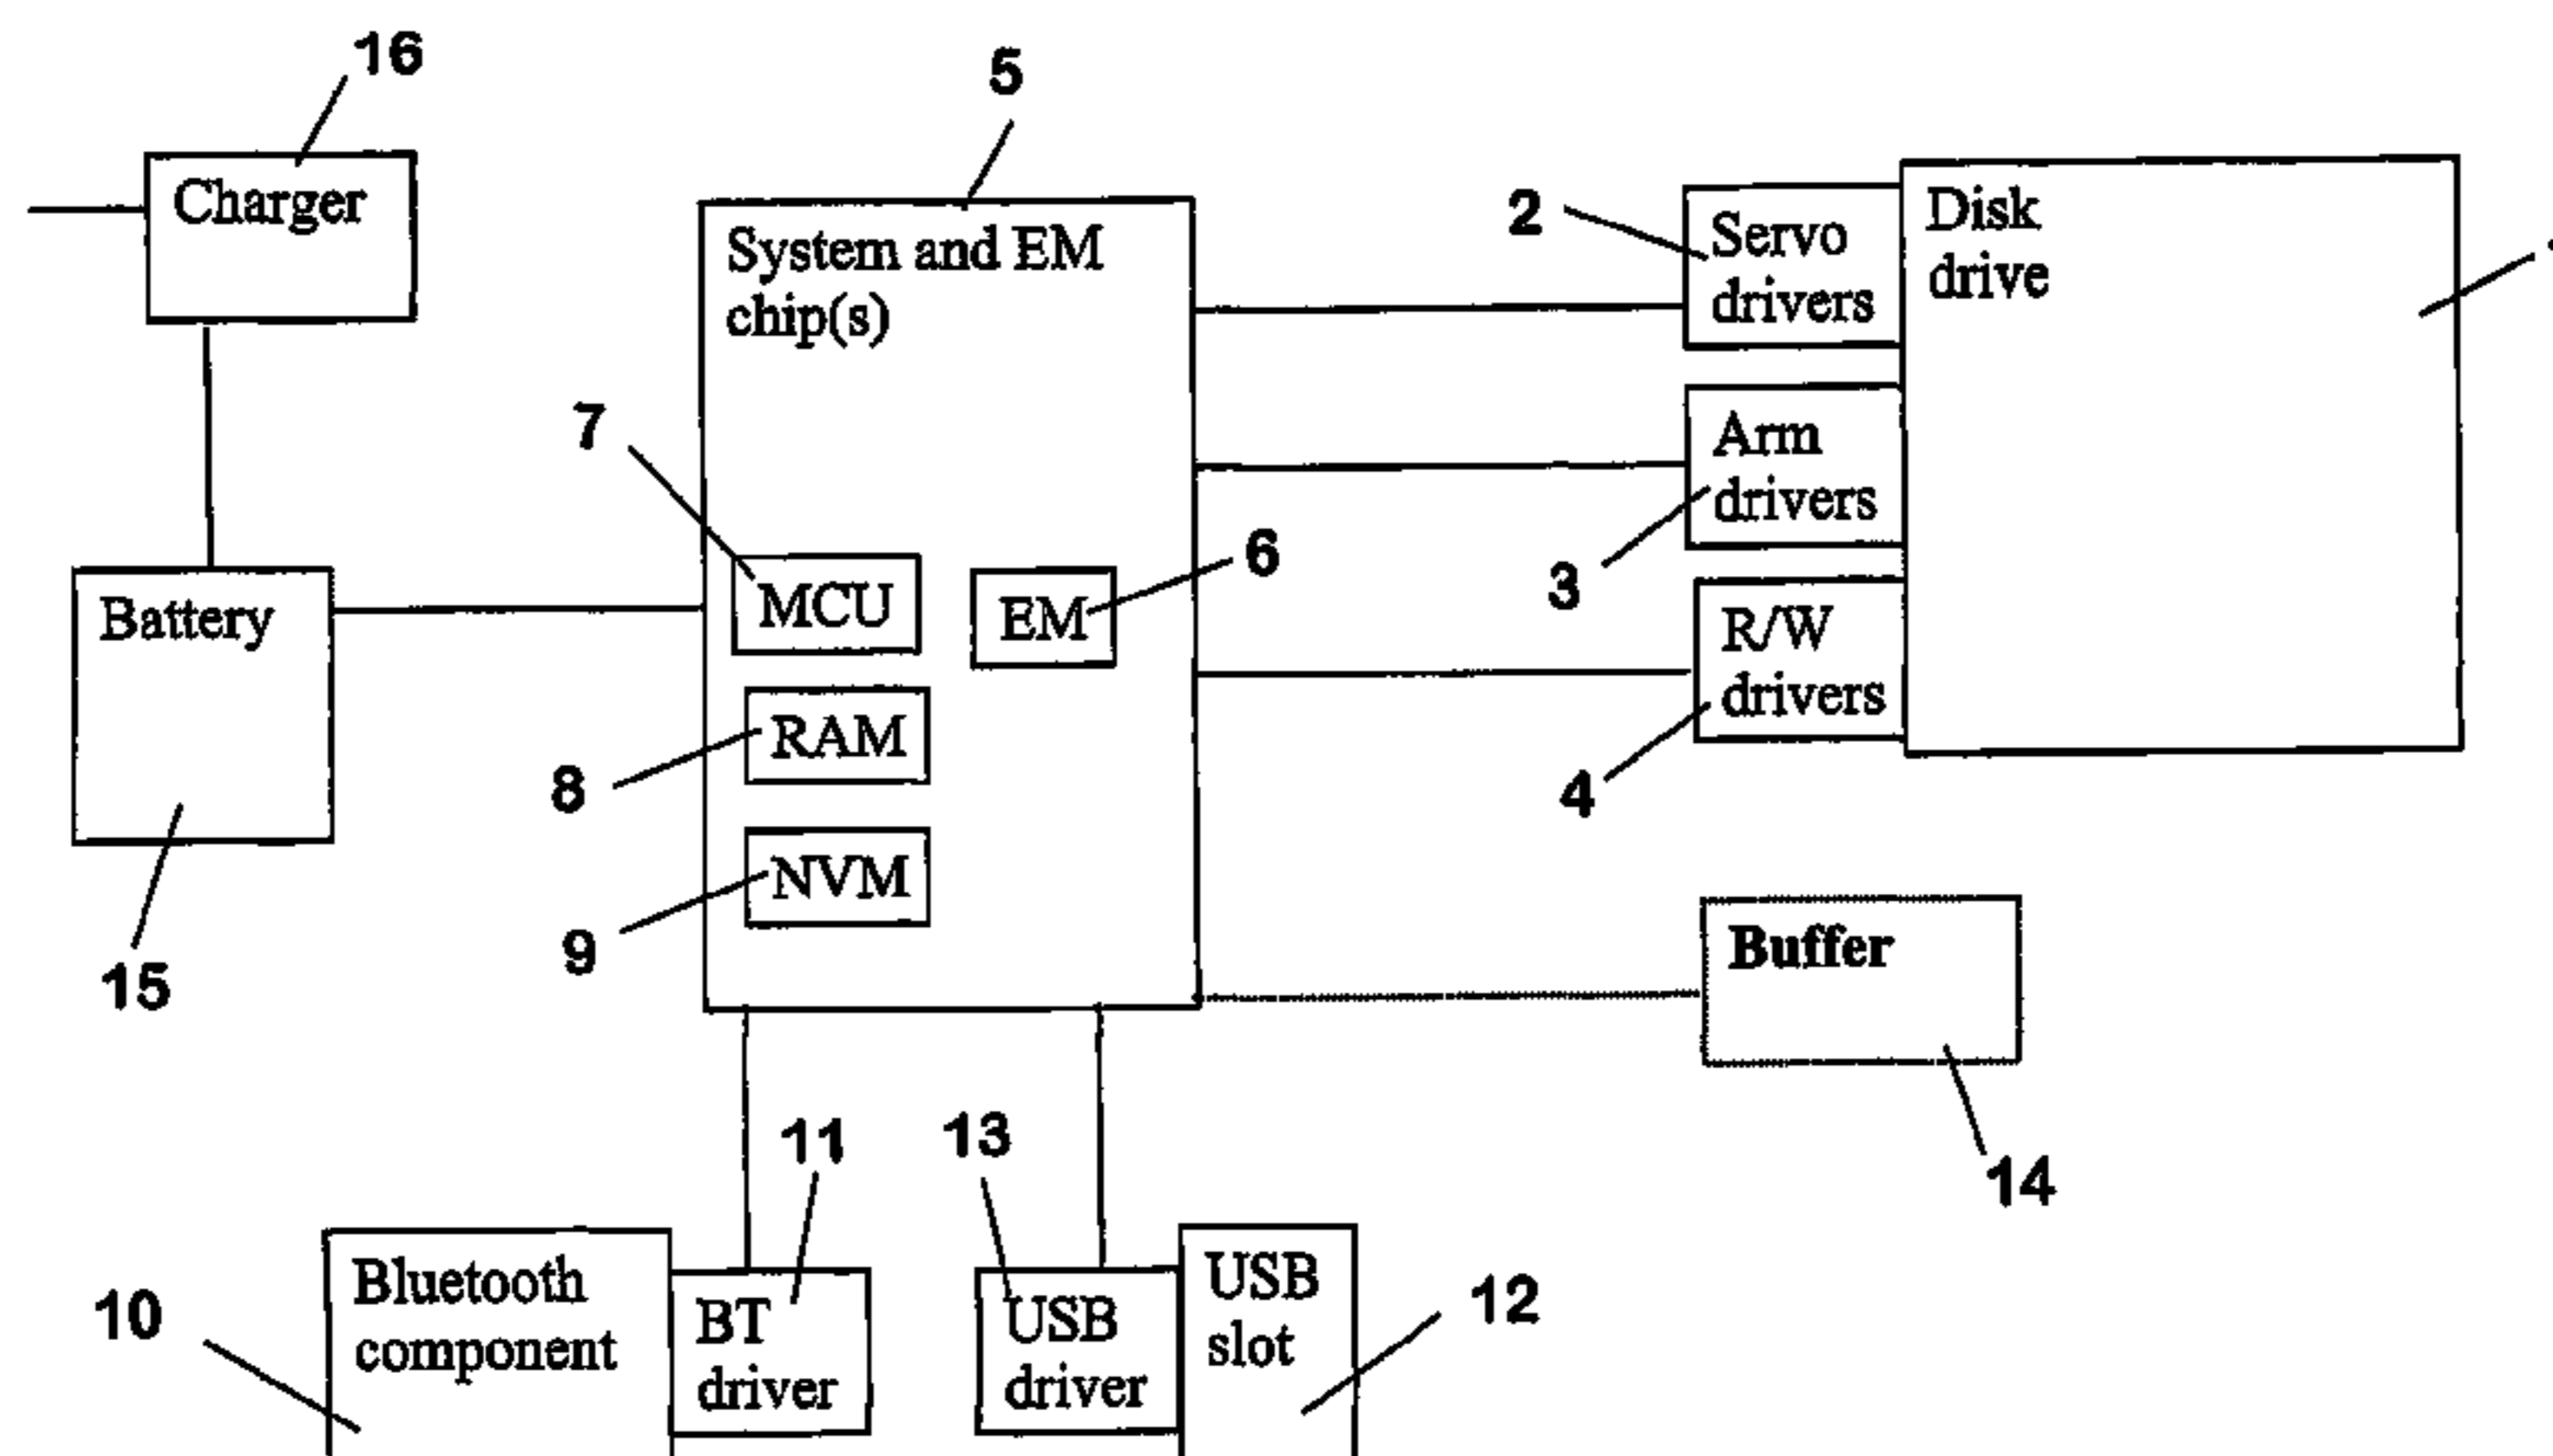 16
Charger
5
System and EM
chip(s)
2
Servo
drivers
Disk
drive
7
Arm
drivers
3
6
MCU
EM
Battery
R/W
drivers
4
RAM
8
NVM
9
15
Buffer
14
11
13
Bluetooth
component
10
BT
driver
USB
driver
USB
slot
12